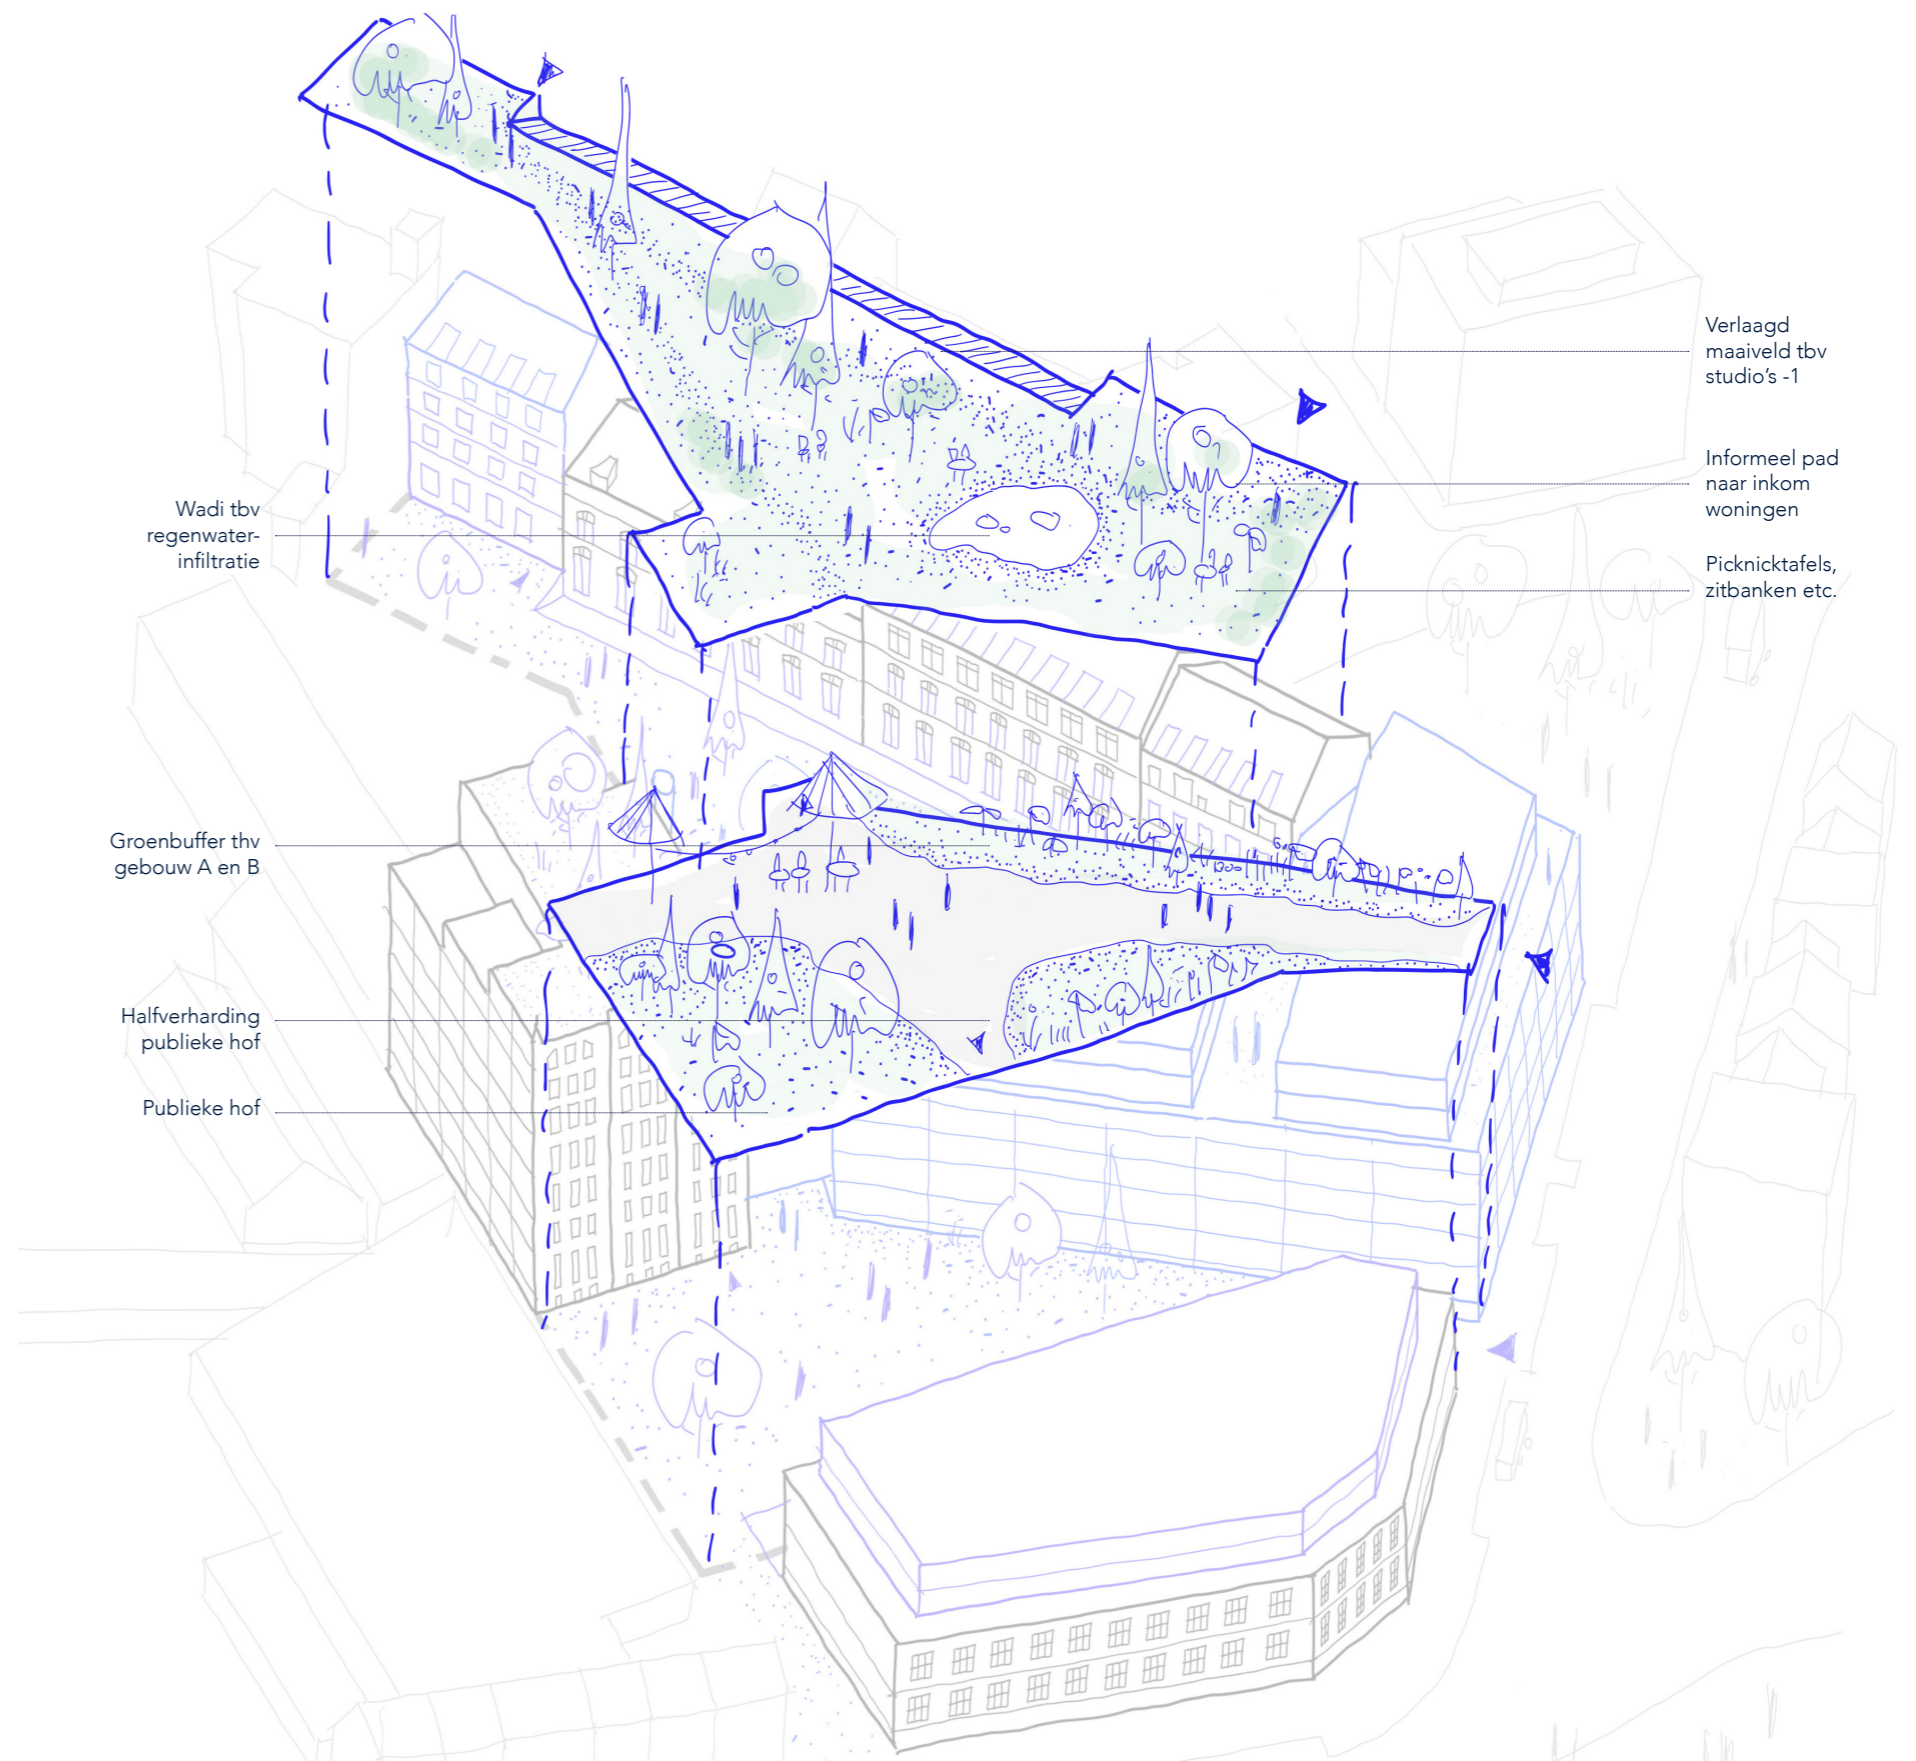 Verlaagd
maaiveld tbv
studio's -1
Informeel pad
naar inkom
woningen
Picknicktafels,
zitbanken etc.
Wadi tbv
regenwater-
infiltratie
Groenbuffer thv
gebouw A en B
Halfverharding
publieke hof
Publieke hof